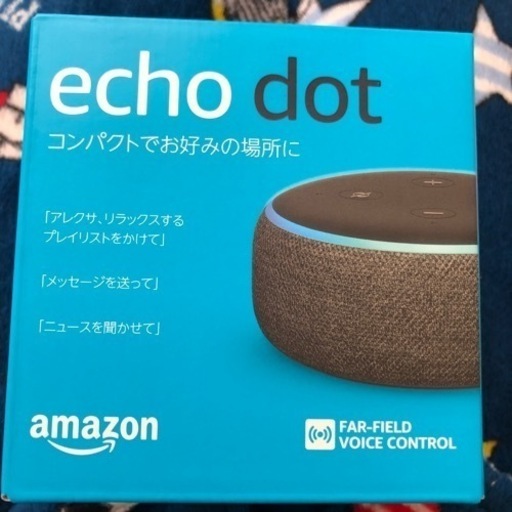 echo dot
コンパクトでお好みの場所に
「アレクサ、リラックスする
プレイリストをかけて」
「メッセージを送って」
「ニュースを聞かせて」
amazon
FAR-FIELD
VOICE CONTROL